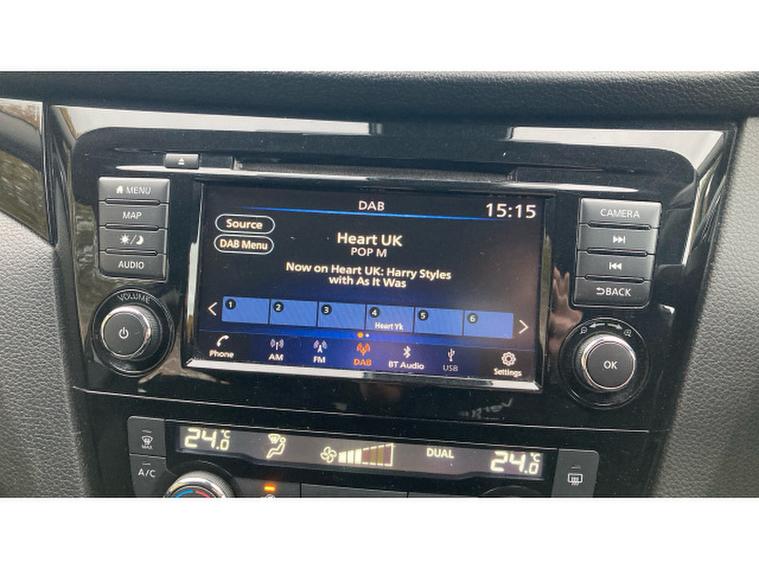 MENU
MAP
AUDIO
VOLUME
DAB
15:15
Source
DAB Menu
Heart UK
POP M
Now on Heart UK: Harry Styles
with As It Was
1 2 3 4 5 6
Heart Yk
Phone
AM
FM
DAB
BT Audio
USB
Settings
CAMERA
BACK
OK
24.0°C
DUAL
24.0°C
MAX
A/C